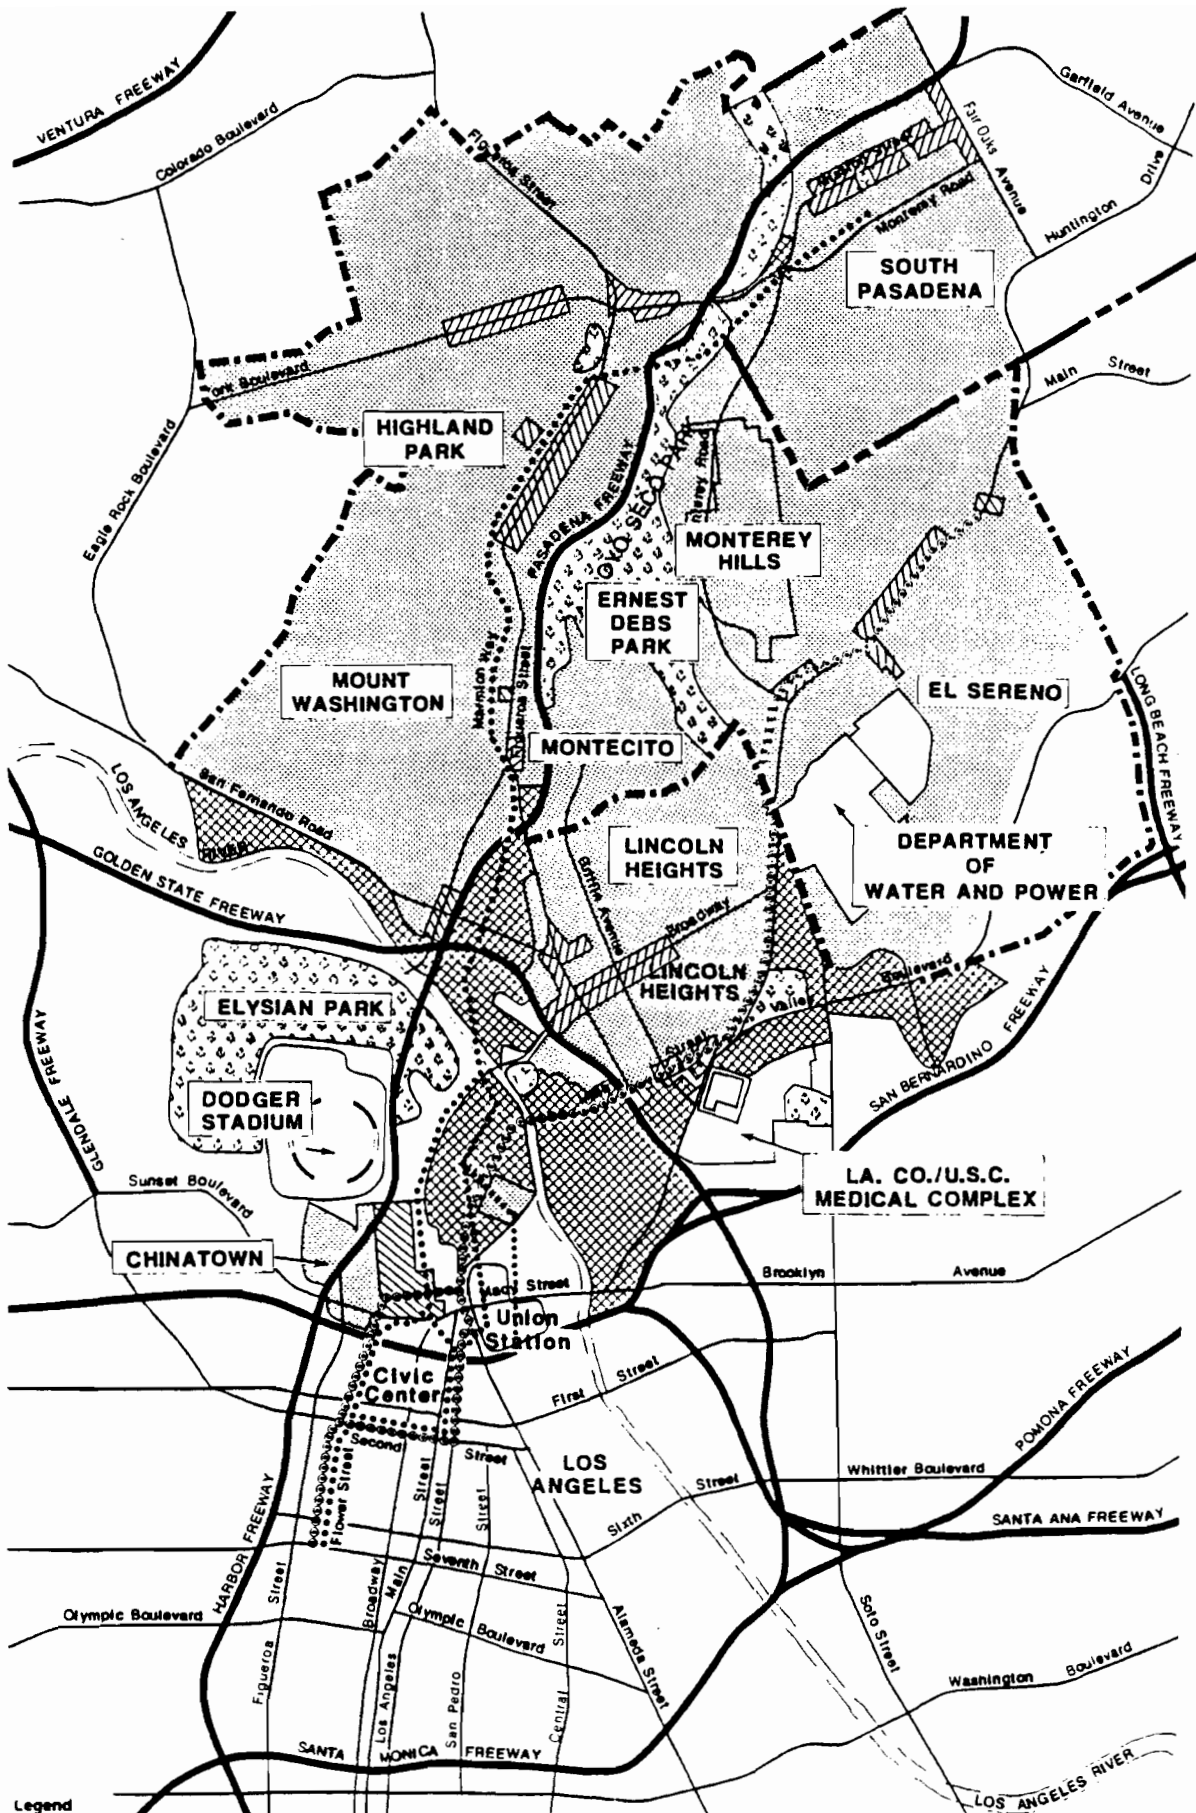 VENTURA FREEWAY
Colorado Boulevard
Figueroa Street
Garfield Avenue
Fair Oaks Avenue
Huntington Drive
Mission Street
Monterey Road
SOUTH
PASADENA
Main Street
York Boulevard
Eagle Rock Boulevard
HIGHLAND
PARK
PASADENA FREEWAY
SECO PARK
MONTEREY
HILLS
ERNEST
DEBS
PARK
MOUNT
WASHINGTON
Marmion Way
Figueroa Street
EL SERENO
LONG BEACH FREEWAY
MONTECITO
San Fernando Road
LOS ANGELES
RIVER
GOLDEN STATE FREEWAY
LINCOLN
HEIGHTS
DEPARTMENT
OF
WATER AND POWER
Griffin Avenue
Broadway
LINCOLN
HEIGHTS
Valley Boulevard
Street
ELYSIAN PARK
GLENDALE FREEWAY
SAN BERNARDINO FREEWAY
DODGER
STADIUM
LA. CO./U.S.C.
MEDICAL COMPLEX
Sunset Boulevard
CHINATOWN
Macy Street
Brooklyn Avenue
Union
Station
Civic
Center
First Street
POMONA FREEWAY
Second Street
LOS
ANGELES
Whittier Boulevard
SANTA ANA FREEWAY
Sixth Street
Flower Street
Street
Street
Street
HARBOR FREEWAY
Seventh Street
Figueroa Street
Broadway
Main
Olympic Boulevard
Olympic Boulevard
Los Angeles
San Pedro
Central Street
Alameda Street
Soto Street
Washington Boulevard
SANTA MONICA FREEWAY
LOS ANGELES RIVER
Legend